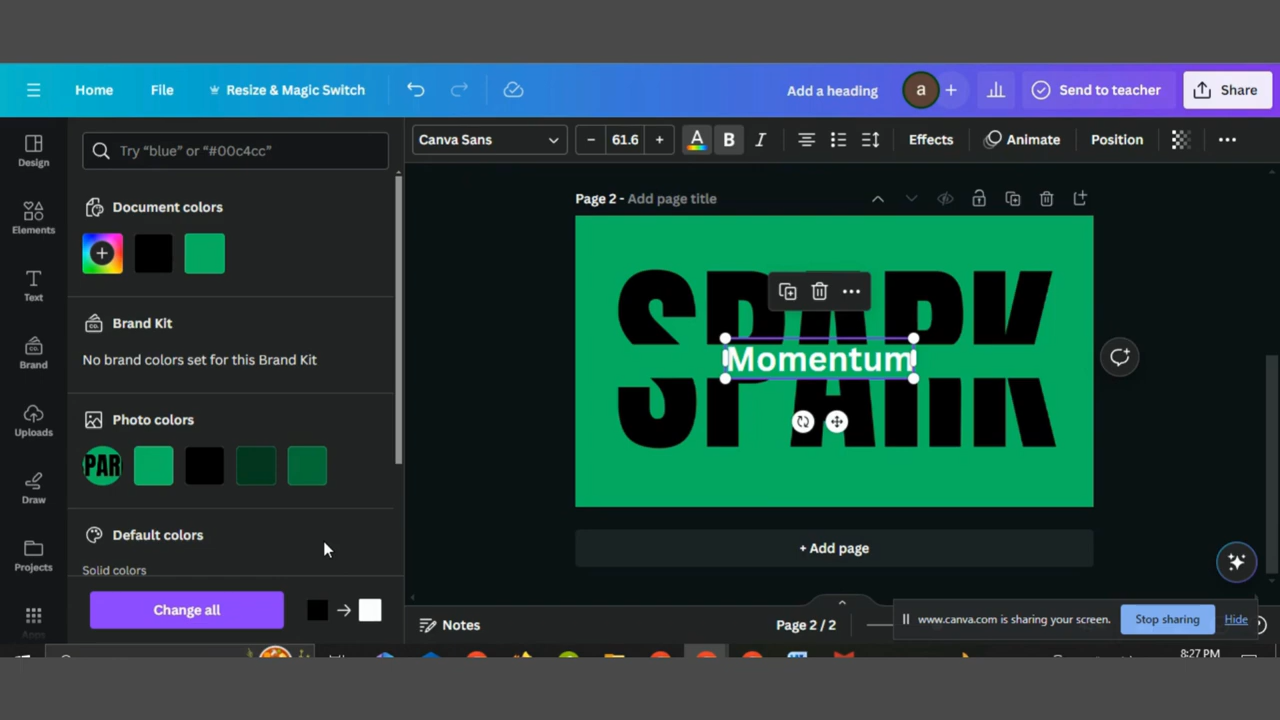 Home File Resize & Magic Switch Add a heading a Send to teacher Share
Design
Elements
Text
Brand
Uploads
Draw
Projects
Apps
Try “blue” or “#00c4cc”
Document colors
Brand Kit
No brand colors set for this Brand Kit
Photo colors
PAR
Default colors
Solid colors
Change all
Canva Sans 61.6 A B I Effects Animate Position
Page 2 - Add page title
SPARK
Momentum
+ Add page
Notes
Page 2 / 2
www.canva.com is sharing your screen. Stop sharing Hide
8:27 PM